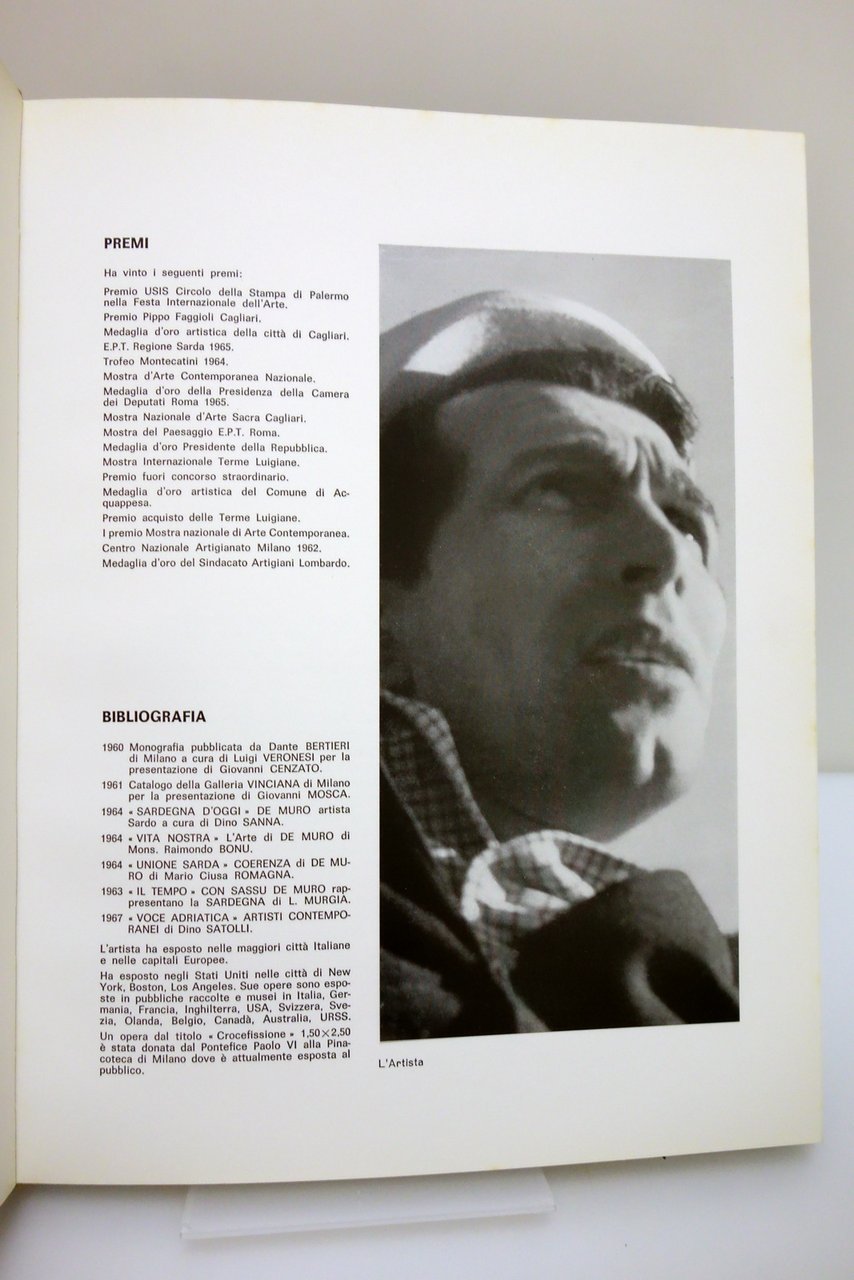 PREMI
Ha vinto i seguenti premi:
Premio USIS Circolo della Stampa di Palermo
nella Festa Internazionale dell'Arte.
Premio Pippo Faggioli Cagliari.
Medaglia d'oro artistica della città di Cagliari.
E.P.T. Regione Sarda 1965.
Trofeo Montecatini 1964.
Mostra d'Arte Contemporanea Nazionale.
Medaglia d'oro della Presidenza della Camera
dei Deputati Roma 1965.
Mostra Nazionale d'Arte Sacra Cagliari.
Mostra del Paesaggio E.P.T. Roma.
Medaglia d'oro Presidente della Repubblica.
Mostra Internazionale Terme Luigiane.
Premio fuori concorso straordinario.
Medaglia d'oro artistica del Comune di Ac-
quappesa.
Premio acquisto delle Terme Luigiane.
I premio Mostra nazionale di Arte Contemporanea.
Centro Nazionale Artigianato Milano 1962.
Medaglia d'oro del Sindacato Artigiani Lombardo.
BIBLIOGRAFIA
1960 Monografia pubblicata da Dante BERTIERI
di Milano a cura di Luigi VERONESI per la
presentazione di Giovanni CENZATO.
1961 Catalogo della Galleria VINCIANA di Milano
per la presentazione di Giovanni MOSCA.
1964 « SARDEGNA D'OGGI » DE MURO artista
Sardo a cura di Dino SANNA.
1964 « VITA NOSTRA » L'Arte di DE MURO di
Mons. Raimondo BONU.
1964 « UNIONE SARDA » COERENZA di DE MU-
RO di Mario Ciusa ROMAGNA.
1963 « IL TEMPO » CON SASSU DE MURO rap-
presentano la SARDEGNA di L. MURGIA.
1967 « VOCE ADRIATICA » ARTISTI CONTEMPO-
RANEI di Dino SATOLLI.
L'artista ha esposto nelle maggiori città Italiane
e nelle capitali Europee.
Ha esposto negli Stati Uniti nelle città di New
York, Boston, Los Angeles. Sue opere sono espo-
ste in pubbliche raccolte e musei in Italia, Ger-
mania, Francia, Inghilterra, USA, Svizzera, Sve-
zia, Olanda, Belgio, Canadà, Australia, URSS.
Un opera dal titolo « Crocefissione » 1,50×2,50
è stata donata dal Pontefice Paolo VI alla Pina-
coteca di Milano dove è attualmente esposta al
pubblico.
L'Artista